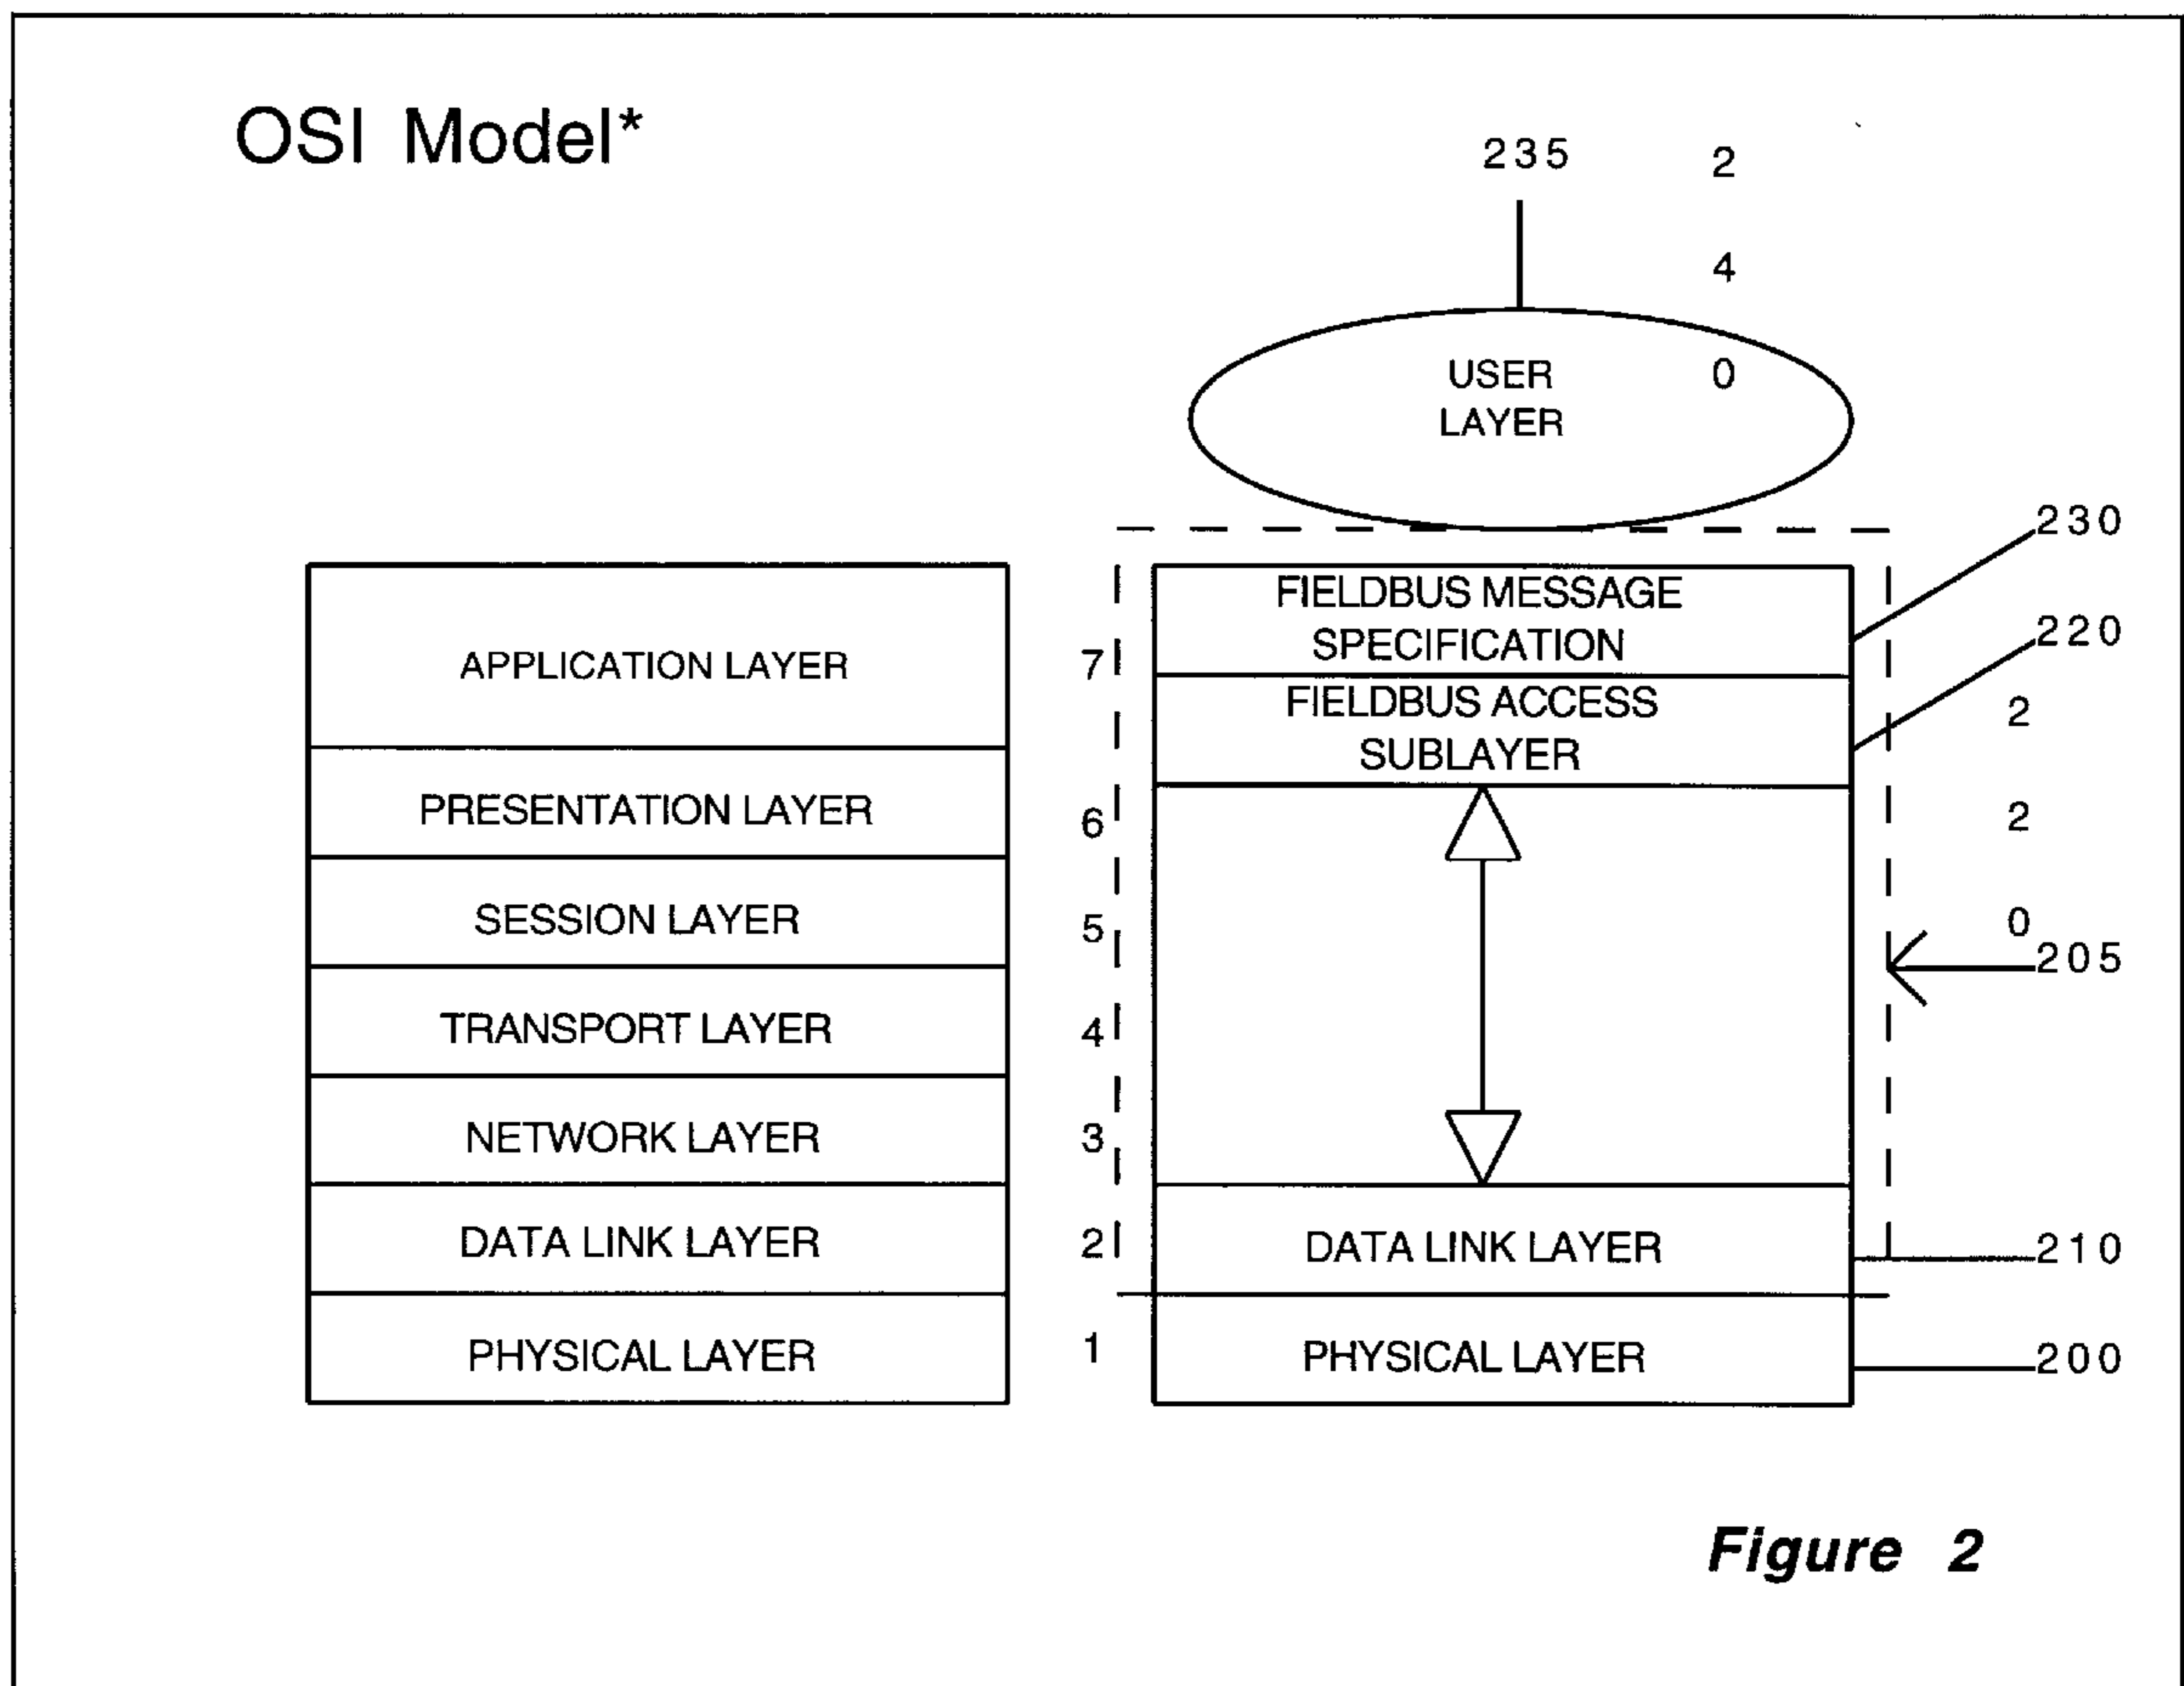 OSI Model*
235
2
4
0
USER
LAYER
230
220
2
2
0
205
210
200
APPLICATION LAYER
PRESENTATION LAYER
SESSION LAYER
TRANSPORT LAYER
NETWORK LAYER
DATA LINK LAYER
PHYSICAL LAYER
7
6
5
4
3
2
1
FIELDBUS MESSAGE
SPECIFICATION
FIELDBUS ACCESS
SUBLAYER
DATA LINK LAYER
PHYSICAL LAYER
Figure 2